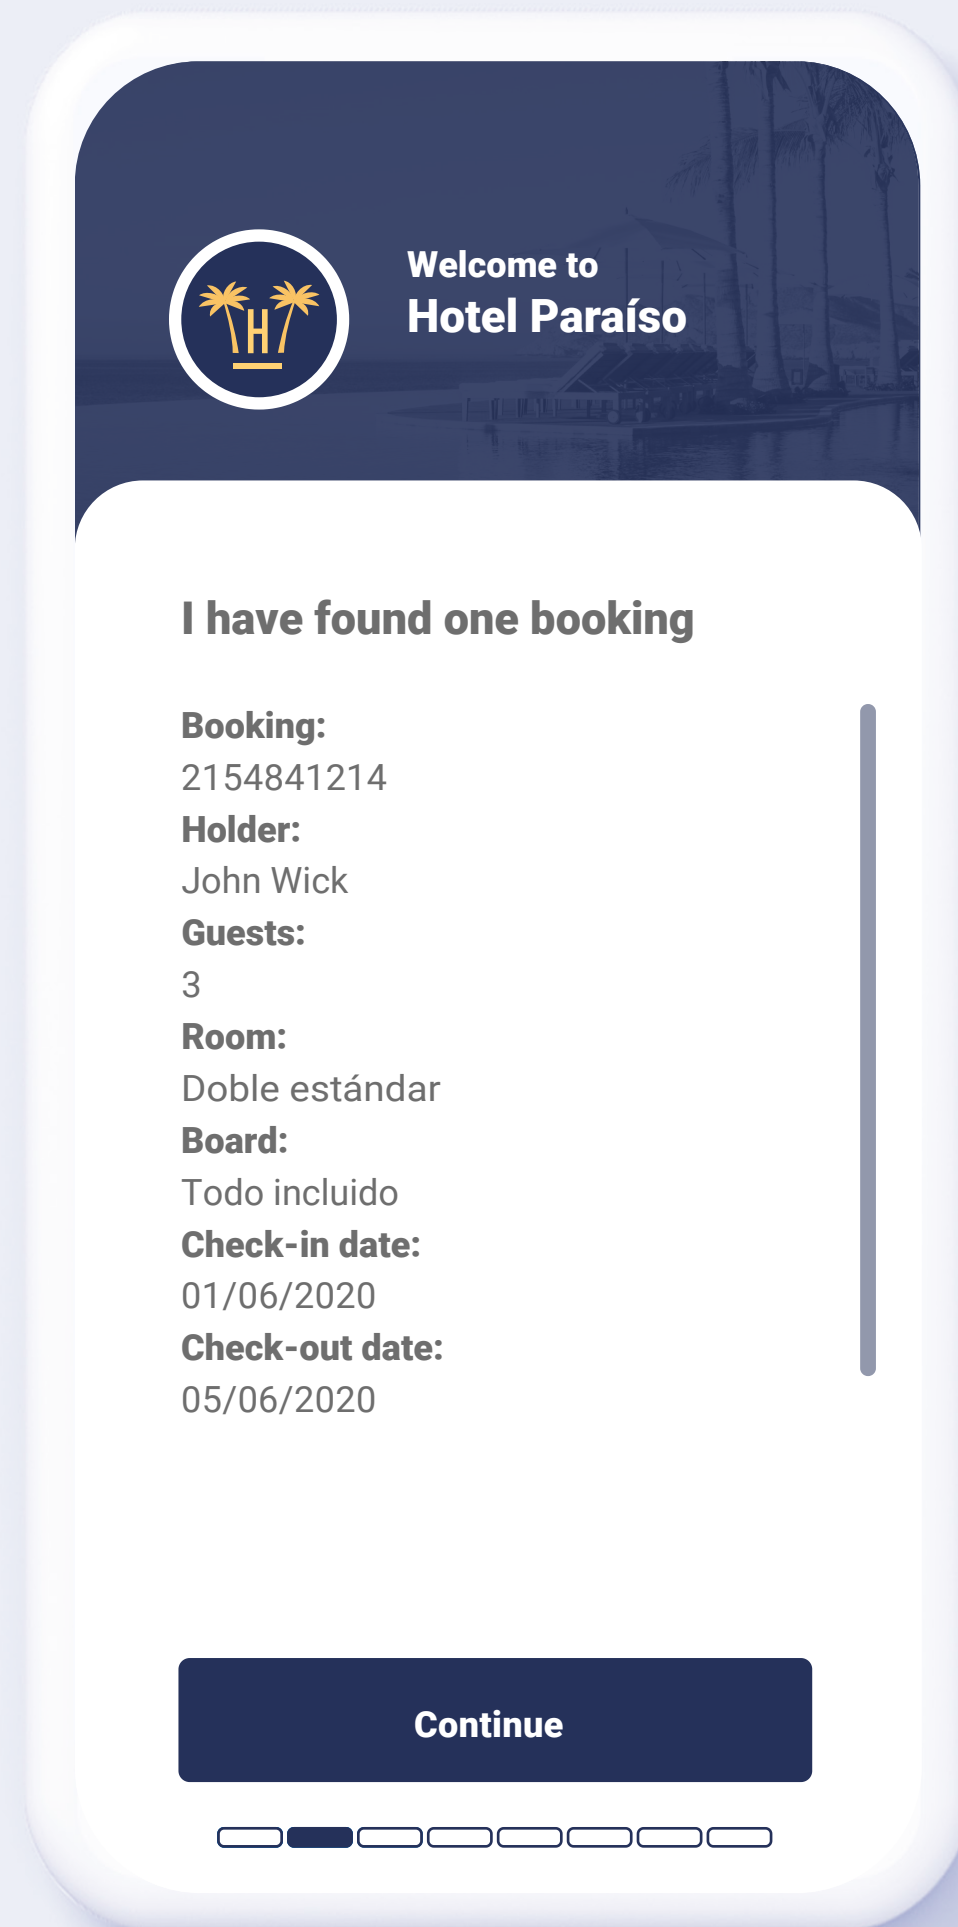 H
Welcome to
Hotel Paraíso
I have found one booking
Booking:
2154841214
Holder:
John Wick
Guests:
3
Room:
Doble estándar
Board:
Todo incluido
Check-in date:
01/06/2020
Check-out date:
05/06/2020
Continue